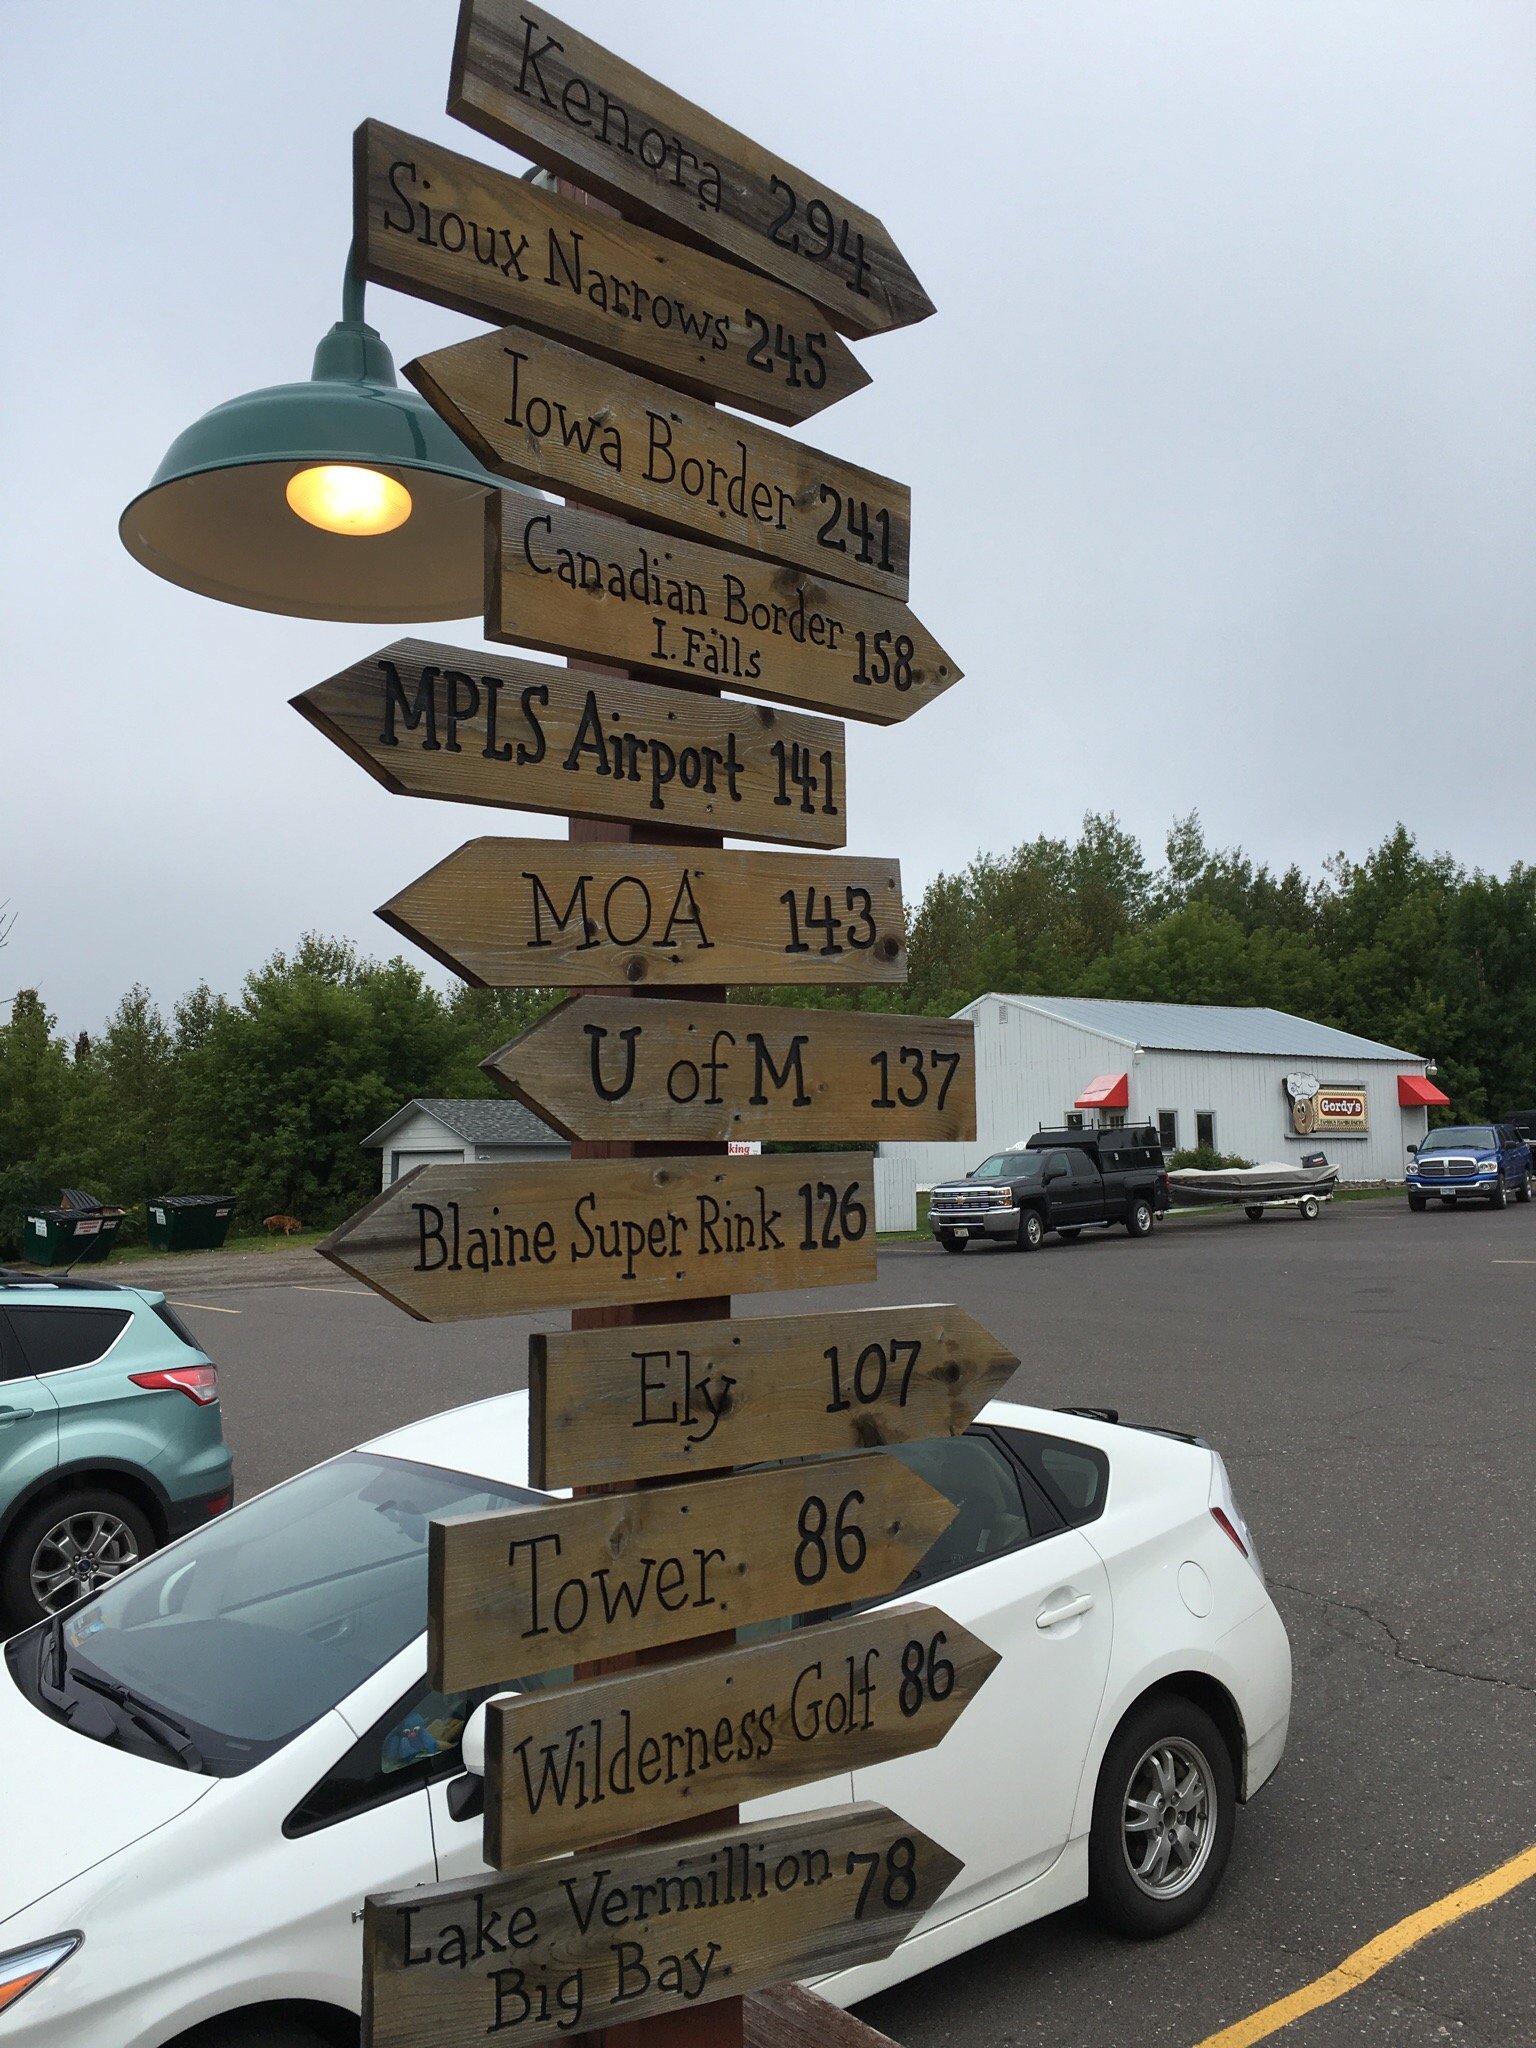 Kenora 294
Sioux Narrows 245
Iowa Border 241
Canadian Border 158
I. Falls
MPLS Airport 141
MOA 143
U of M 137
Blaine Super Rink 126
Ely 107
Tower 86
Wilderness Golf 86
Lake Vermillion 78
Big Bay
Gordy's
king